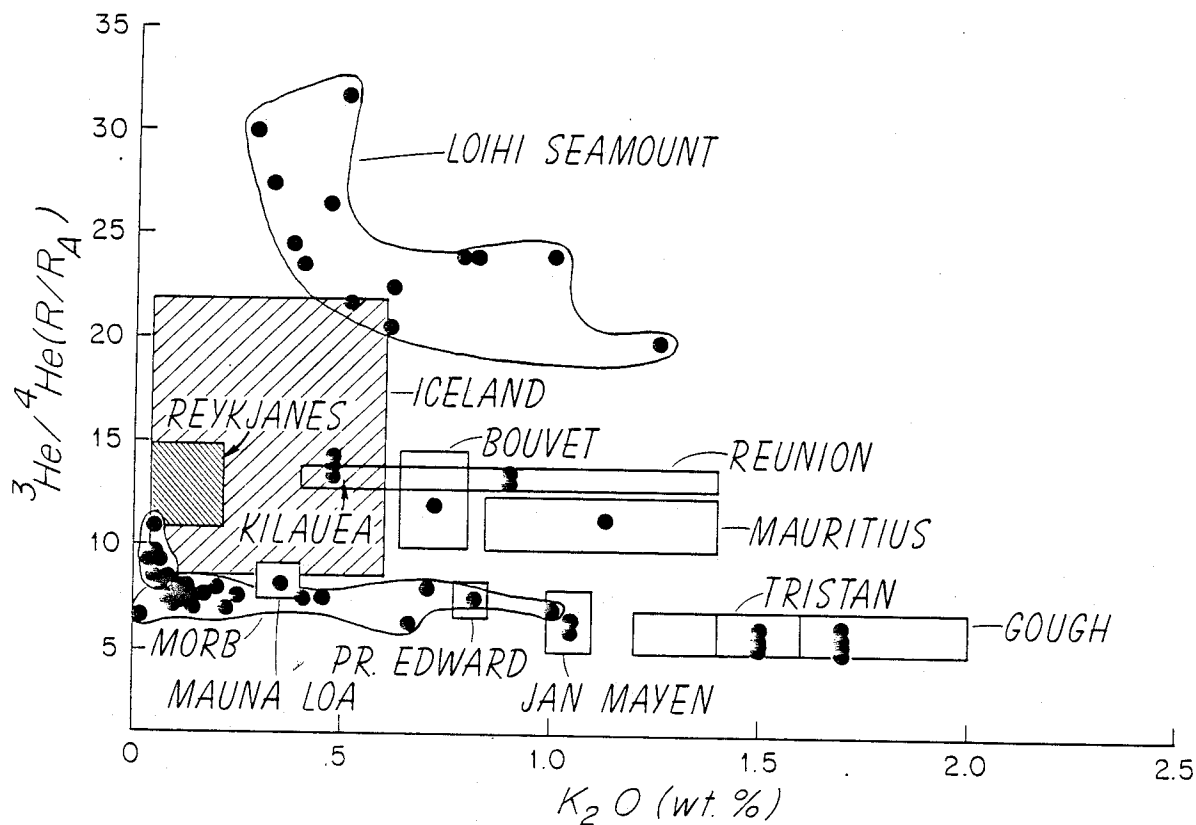 35
30
25
20
15
10
5
³He/⁴He(R/R_A)
LOIHI SEAMOUNT
ICELAND
REYKJANES
BOUVET
REUNION
KILAUEA
MAURITIUS
TRISTAN
GOUGH
MORB
PR. EDWARD
MAUNA LOA
JAN MAYEN
0 .5 1.0 1.5 2.0 2.5
K₂O (wt. %)